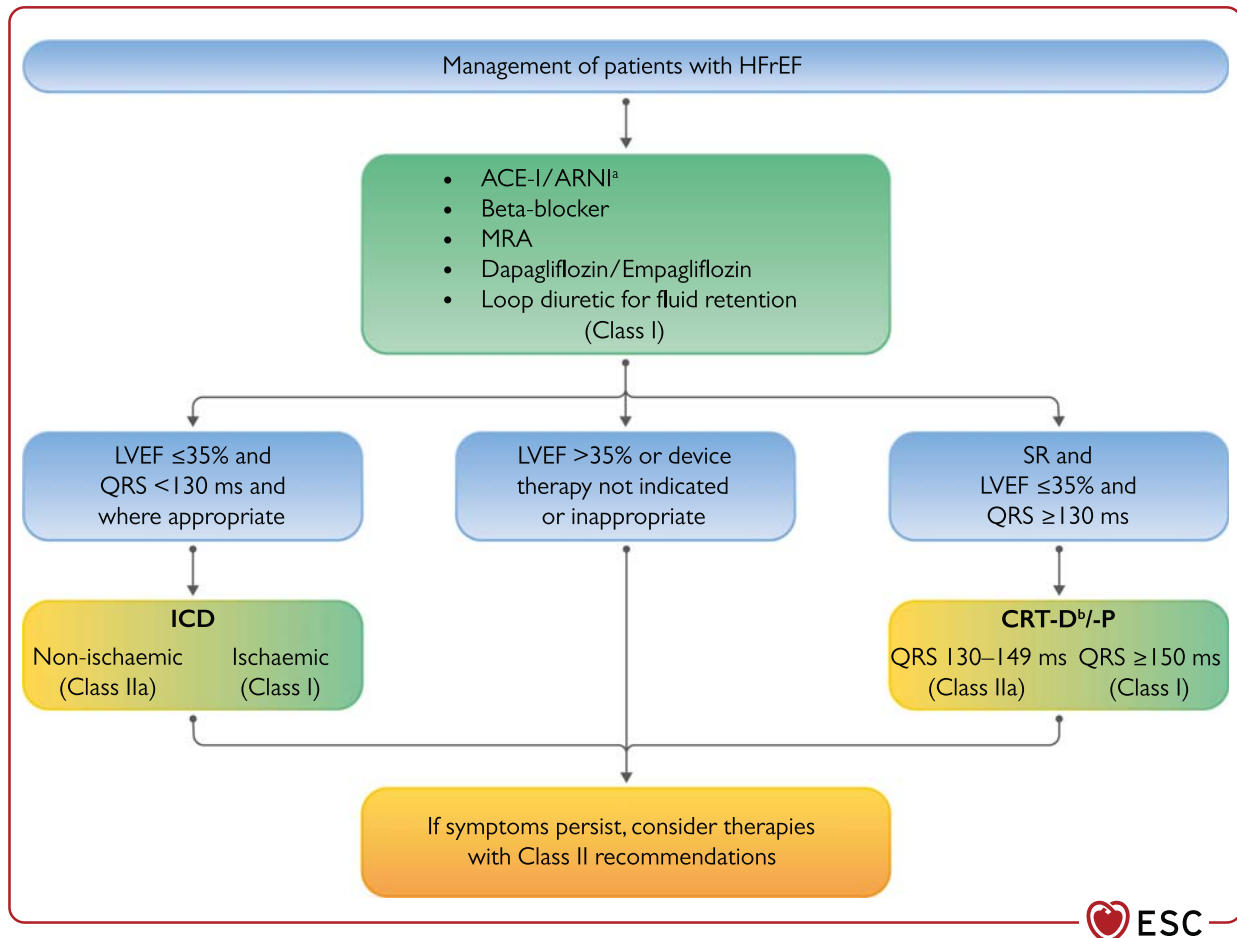 Management of patients with HFrEF
• ACE-I/ARNIᵃ
• Beta-blocker
• MRA
• Dapagliflozin/Empagliflozin
• Loop diuretic for fluid retention
(Class I)
LVEF ≤35% and
QRS <130 ms and
where appropriate
LVEF >35% or device
therapy not indicated
or inappropriate
SR and
LVEF ≤35% and
QRS ≥130 ms
ICD
Non-ischaemic
(Class IIa)
Ischaemic
(Class I)
CRT-Dᵇ/-P
QRS 130–149 ms
(Class IIa)
QRS ≥150 ms
(Class I)
If symptoms persist, consider therapies
with Class II recommendations
ESC